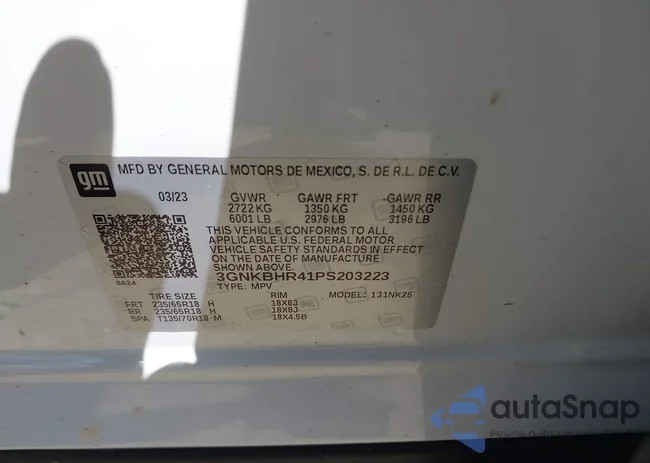 gm
MFD BY GENERAL MOTORS DE MEXICO, S. DE R.L. DE C.V.
03/23 GVWR GAWR FRT GAWR RR
2722 KG 1350 KG 1450 KG
6001 LB 2976 LB 3196 LB
THIS VEHICLE CONFORMS TO ALL
APPLICABLE U.S. FEDERAL MOTOR
VEHICLE SAFETY STANDARDS IN EFFECT
ON THE DATE OF MANUFACTURE
SHOWN ABOVE.
3GNKBHR41PS203223
S624 TYPE: MPV
TIRE SIZE RIM MODEL: 131NK26
FRT 235/65R18 H 18X8J
RR 235/65R18 H 18X8J
SPA T135/70R18 M 18X4.5B
autaSnap
Pewne auto z